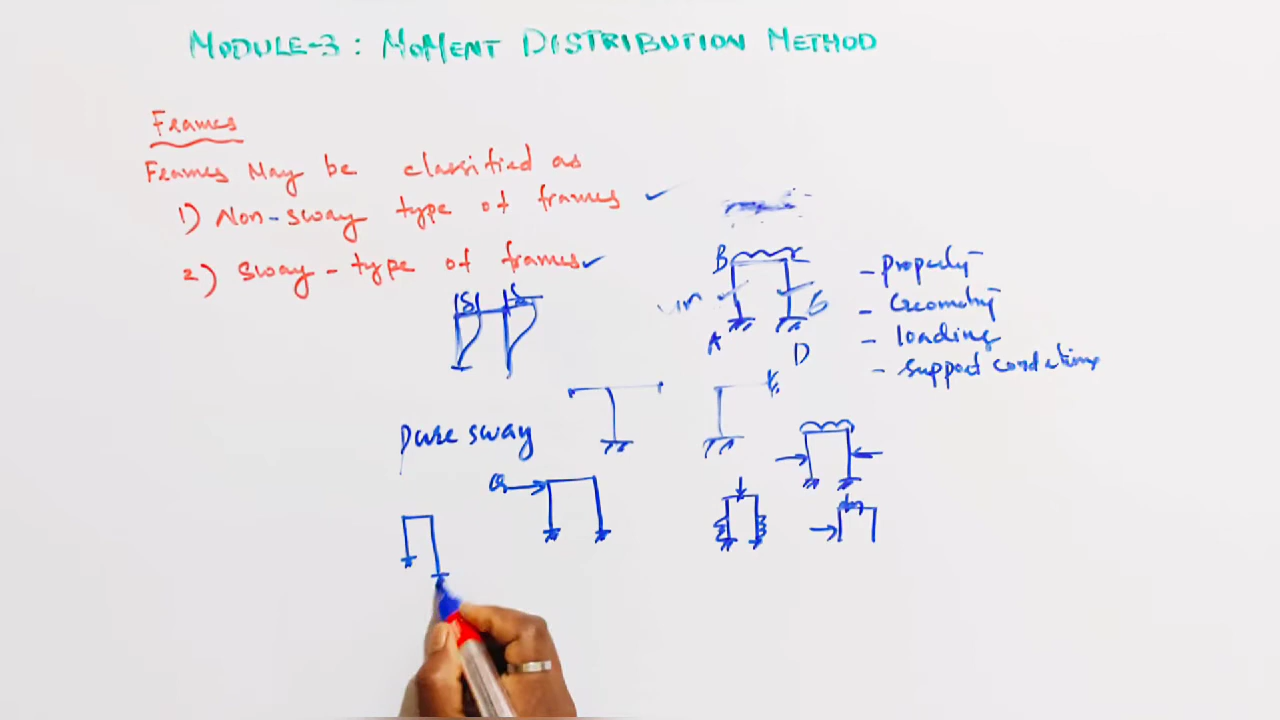 MODULE-3 : MOMENT DISTRIBUTION METHOD
Frames
Frames May be classified as
1) Non-sway type of frames
2) Sway-type of frames
B
A
D
- property
- Geometry
- loading
- support conditions
Pure sway